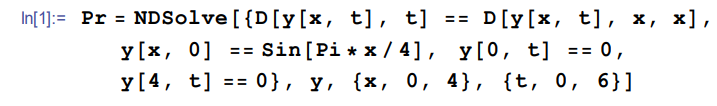 In[1]:= Pr = NDSolve[{D[y[x, t], t] == D[y[x, t], x, x],
y[x, 0] == Sin[Pi * x / 4], y[0, t] == 0,
y[4, t] == 0}, y, {x, 0, 4}, {t, 0, 6}]